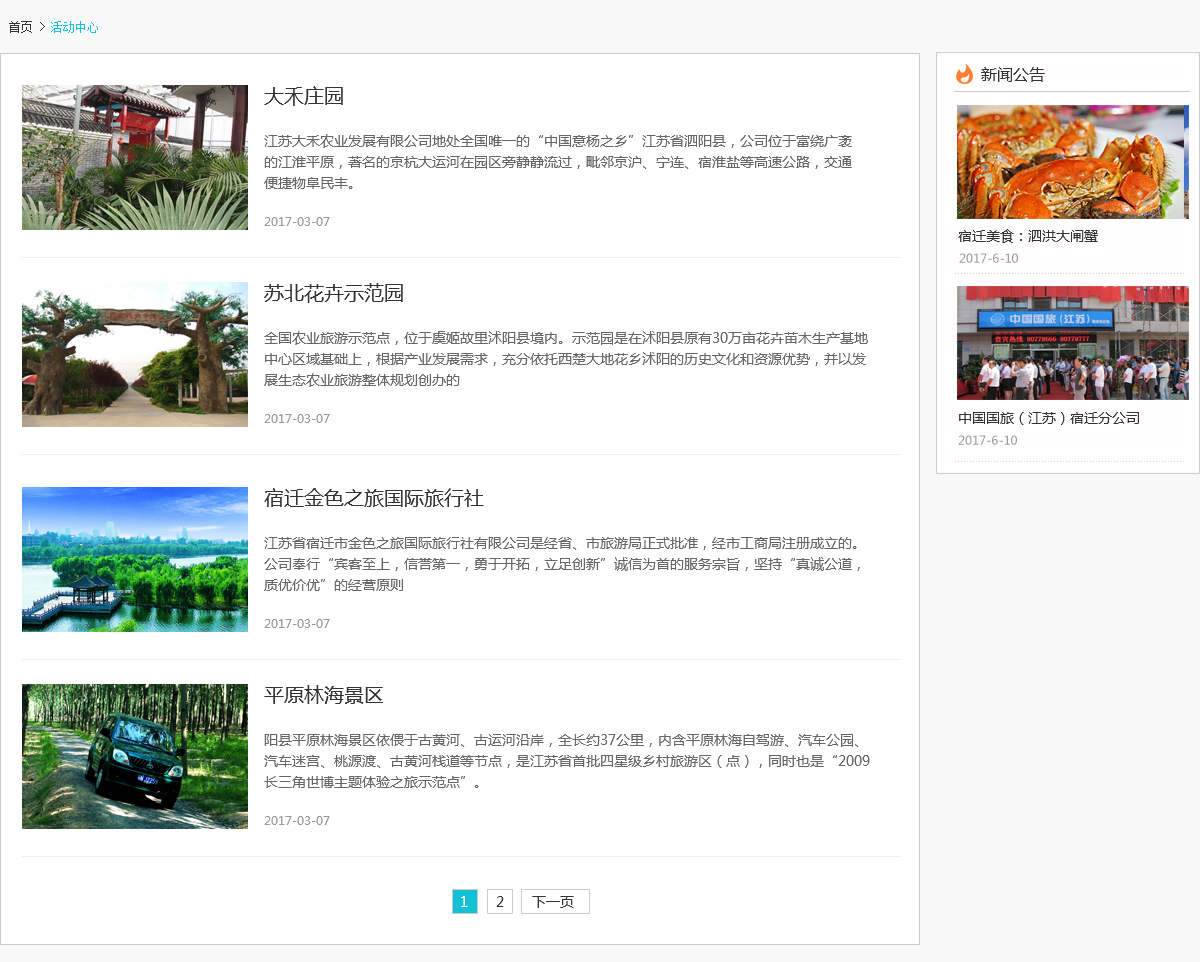 首页 > 活动中心
大禾庄园
江苏大禾农业发展有限公司地处全国唯一的“中国意杨之乡”江苏省泗阳县，公司位于富绕广袤
的江淮平原，著名的京杭大运河在园区旁静静流过，毗邻京沪、宁连、宿淮盐等高速公路，交通
便捷物阜民丰。
2017-03-07
苏北花卉示范园
全国农业旅游示范点，位于虞姬故里沭阳县境内。示范园是在沭阳县原有30万亩花卉苗木生产基地
中心区域基础上，根据产业发展需求，充分依托西楚大地花乡沭阳的历史文化和资源优势，并以发
展生态农业旅游整体规划创办的
2017-03-07
宿迁金色之旅国际旅行社
江苏省宿迁市金色之旅国际旅行社有限公司是经省、市旅游局正式批准，经市工商局注册成立的。
公司奉行“宾客至上，信誉第一，勇于开拓，立足创新”诚信为首的服务宗旨，坚持“真诚公道，
质优价优”的经营原则
2017-03-07
平原林海景区
阳县平原林海景区依偎于古黄河、古运河沿岸，全长约37公里，内含平原林海自驾游、汽车公园、
汽车迷宫、桃源渡、古黄河栈道等节点，是江苏省首批四星级乡村旅游区（点），同时也是“2009
长三角世博主题体验之旅示范点”。
2017-03-07
1 2 下一页
新闻公告
宿迁美食：泗洪大闸蟹
2017-6-10
中国国旅（江苏）
80778666 80778777
中国国旅（江苏）宿迁分公司
2017-6-10